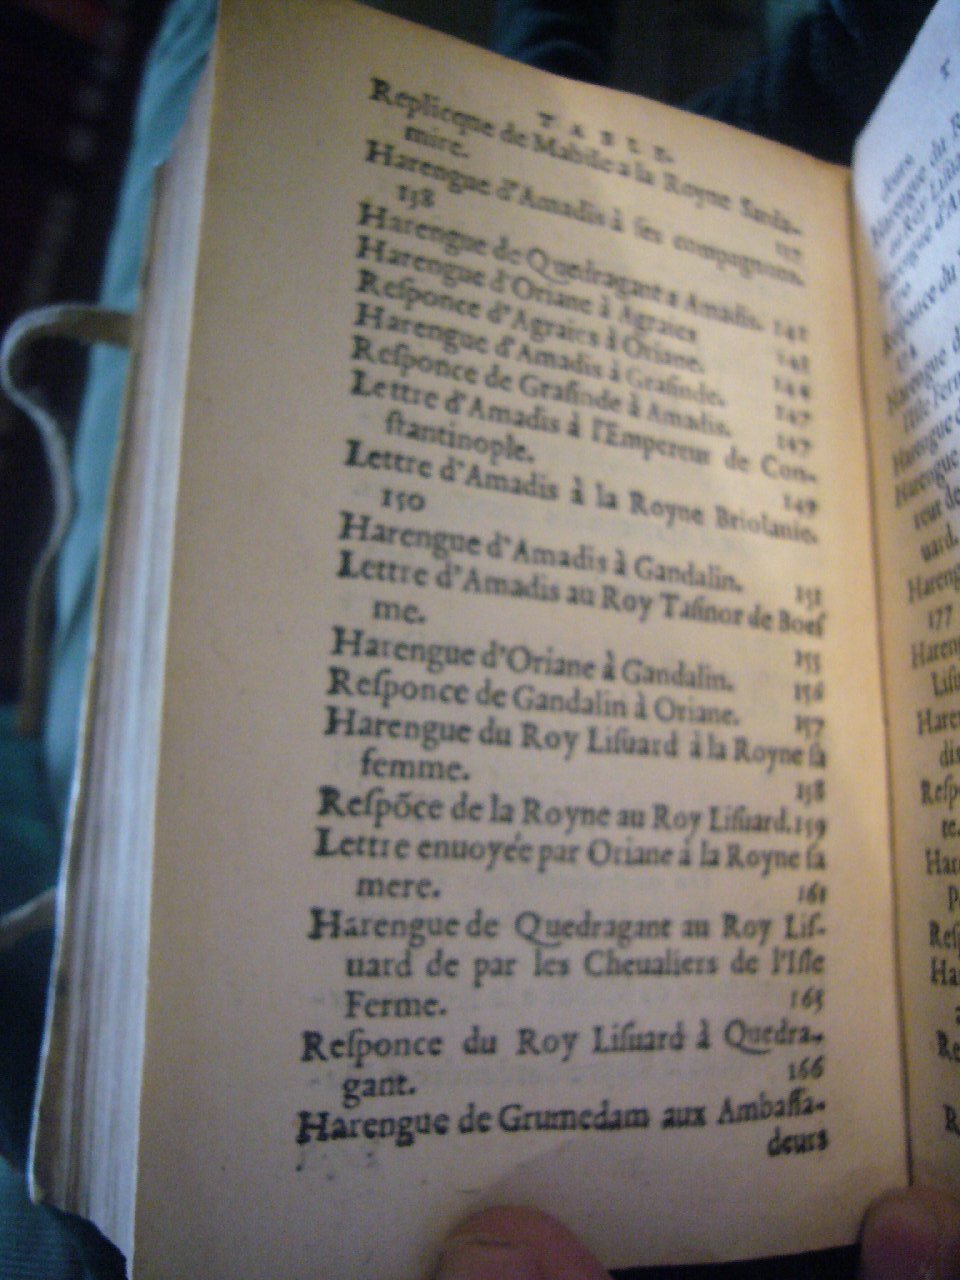 TABLE.
Replicque de Mabile a la Royne Sarda-
mire. 137
Harengue d'Amadis à ses compagnons.
138
Harengue de Quedragant a Amadis. 141
Harengue d'Oriane à Agraies 143
Reſponce d'Agraies à Oriane. 144
Harengue d'Amadis à Graſinde. 147
Reſponce de Graſinde à Amadis. 147
Lettre d'Amadis à l'Empereur de Con-
ſtantinople. 149
Lettre d'Amadis à la Royne Briolanie.
150
Harengue d'Amadis à Gandalin. 151
Lettre d'Amadis au Roy Taſinor de Boeſ
me. 155
Harengue d'Oriane à Gandalin. 156
Reſponce de Gandalin à Oriane. 157
Harengue du Roy Liſuard à la Royne ſa
femme. 158
Reſpõce de la Royne au Roy Liſuard. 159
Lettre enuoyée par Oriane à la Royne ſa
mere. 161
Harengue de Quedragant au Roy Liſ-
uard de par les Cheualiers de l'Iſle
Ferme. 165
Reſponce du Roy Liſuard à Quedra-
gant. 166
Harengue de Grumedam aux Ambaſſa-
deurs